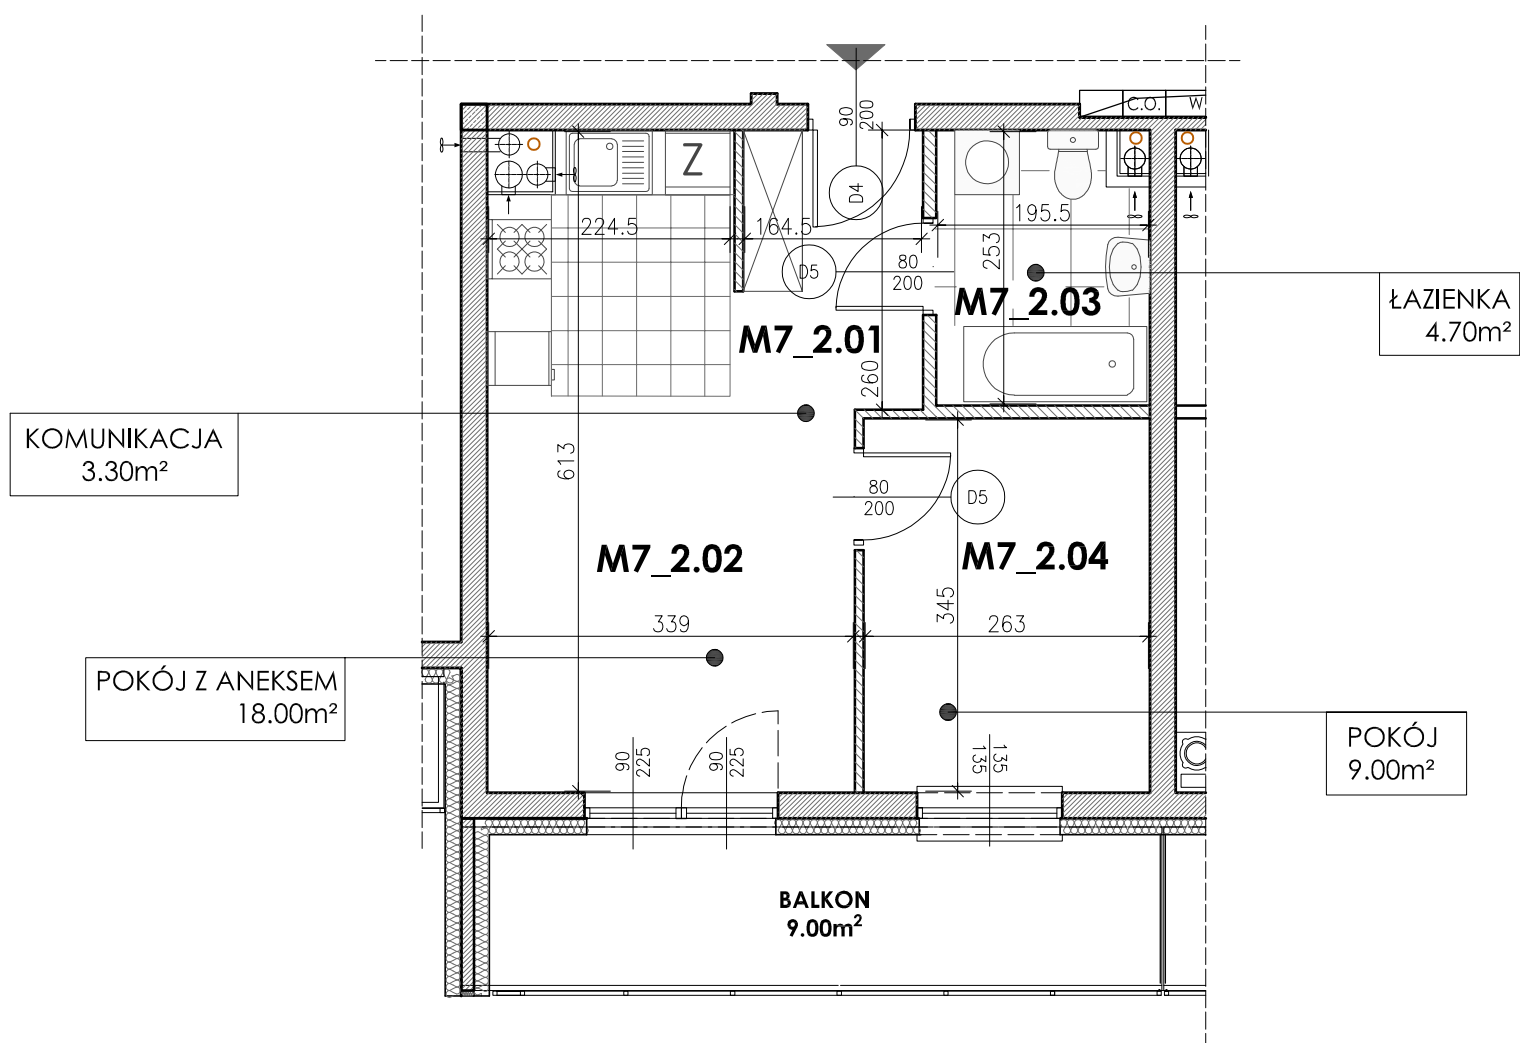 C.O.
W
90
200
Z
D4
224.5
164.5
195.5
253
D5
80
200
M7_2.03
ŁAZIENKA
4.70m²
M7_2.01
260
KOMUNIKACJA
3.30m²
613
80
200
D5
M7_2.02
M7_2.04
345
339
263
POKÓJ Z ANEKSEM
18.00m²
POKÓJ
9.00m²
90
225
90
225
135
135
BALKON
9.00m²